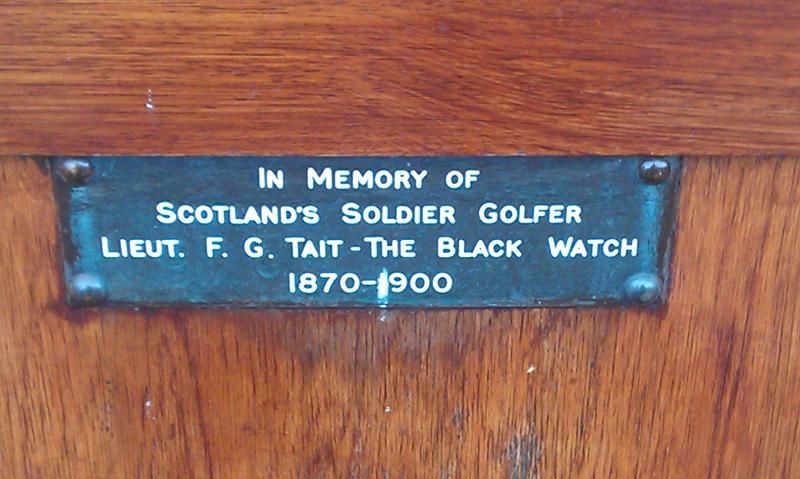 IN MEMORY OF
SCOTLAND'S SOLDIER GOLFER
LIEUT. F. G. TAIT - THE BLACK WATCH
1870-1900